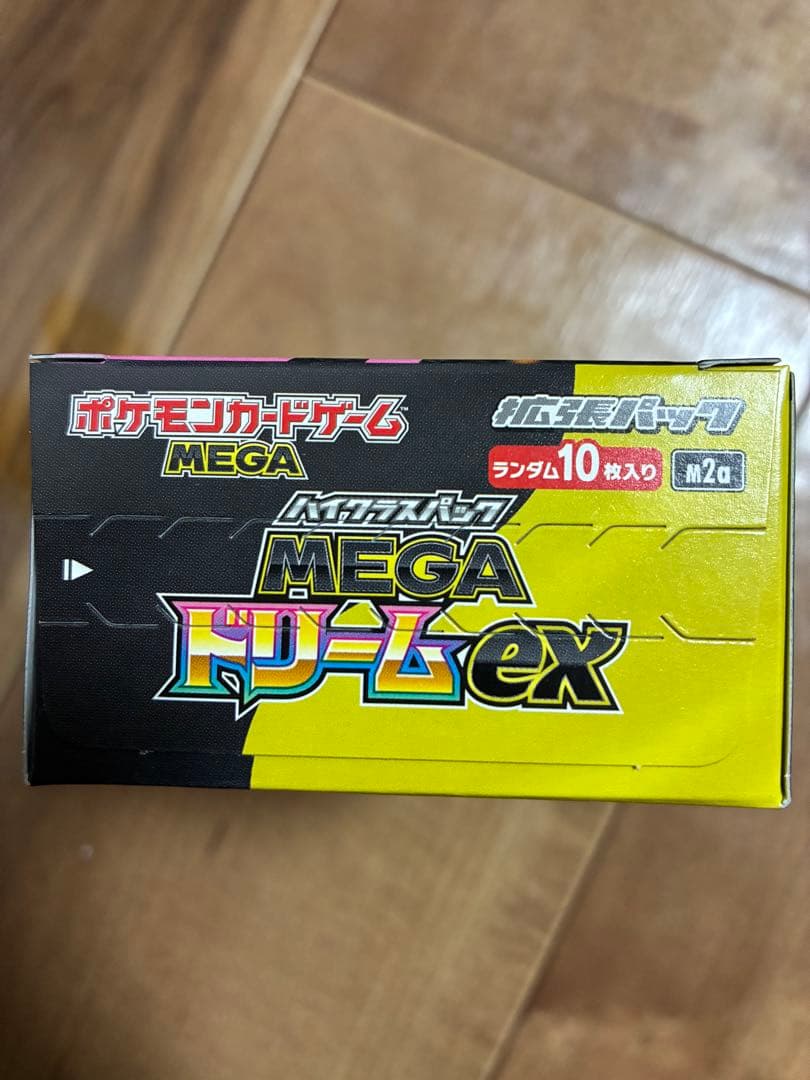 ポケモンカードゲーム™
MEGA
拡張パック
ランダム10枚入り
M2a
ハイクラスパック
MEGA
ドリームex